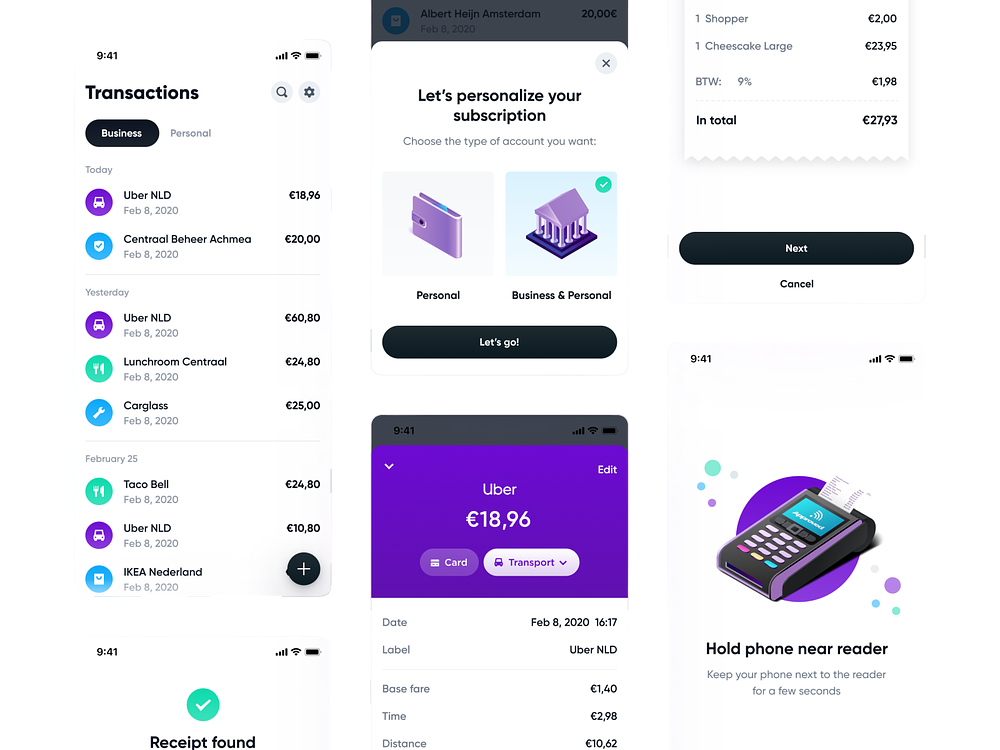 9:41
Transactions
Business Personal
Today
Uber NLD €18,96
Feb 8, 2020
Centraal Beheer Achmea €20,00
Feb 8, 2020
Yesterday
Uber NLD €60,80
Feb 8, 2020
Lunchroom Centraal €24,80
Feb 8, 2020
Carglass €25,00
Feb 8, 2020
February 25
Taco Bell €24,80
Feb 8, 2020
Uber NLD €10,80
Feb 8, 2020
IKEA Nederland
Feb 8, 2020
9:41
Receipt found
Albert Heijn Amsterdam 20,00€
Feb 8, 2020
Let's personalize your
subscription
Choose the type of account you want:
Personal Business & Personal
Let's go!
9:41
Edit
Uber
€18,96
Card Transport
Date Feb 8, 2020 16:17
Label Uber NLD
Base fare €1,40
Time €2,98
Distance €10,62
1 Shopper €2,00
1 Cheescake Large €23,95
BTW: 9% €1,98
In total €27,93
Next
Cancel
9:41
Approved
Hold phone near reader
Keep your phone next to the reader
for a few seconds